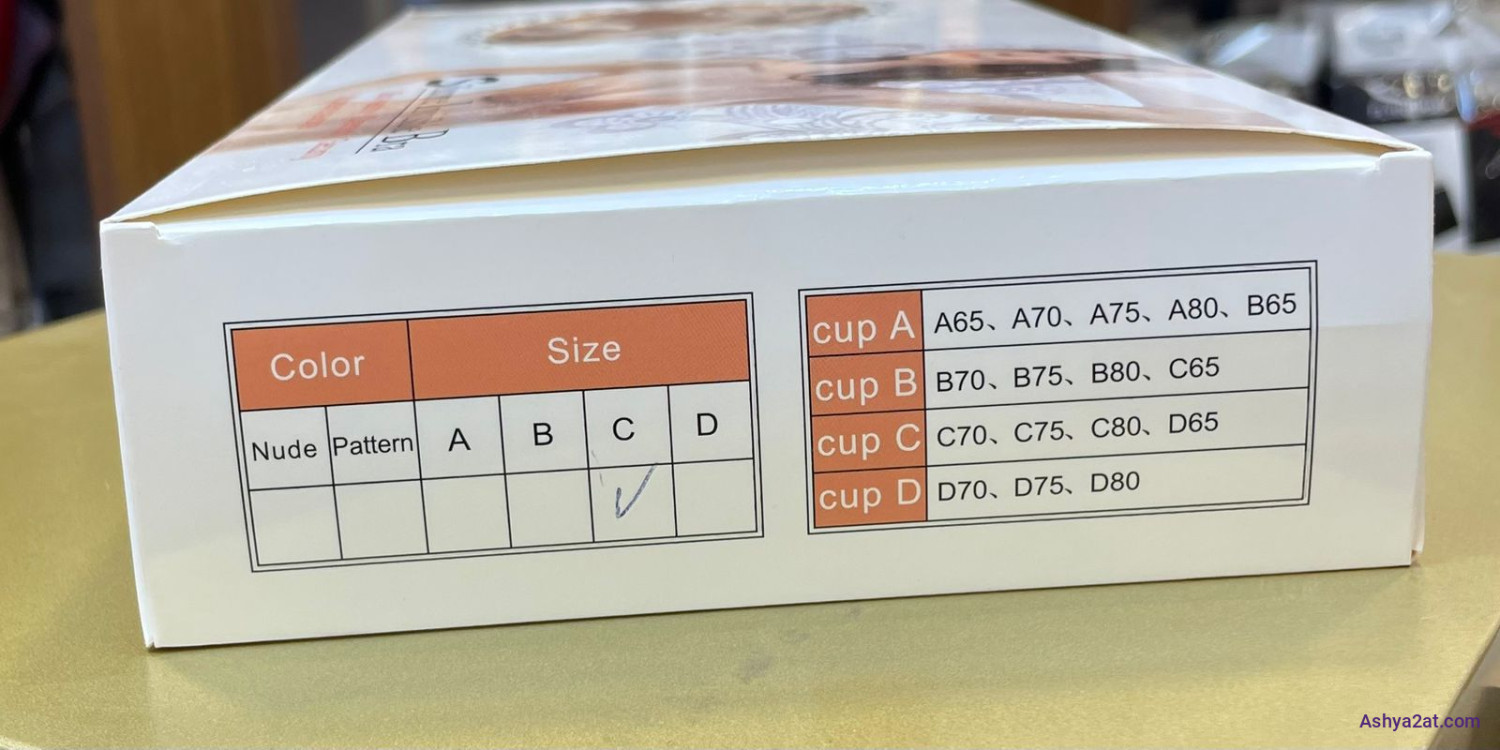 Color Size
Nude Pattern A B C D
✓
cup A A65、A70、A75、A80、B65
cup B B70、B75、B80、C65
cup C C70、C75、C80、D65
cup D D70、D75、D80
Ashya2at.com